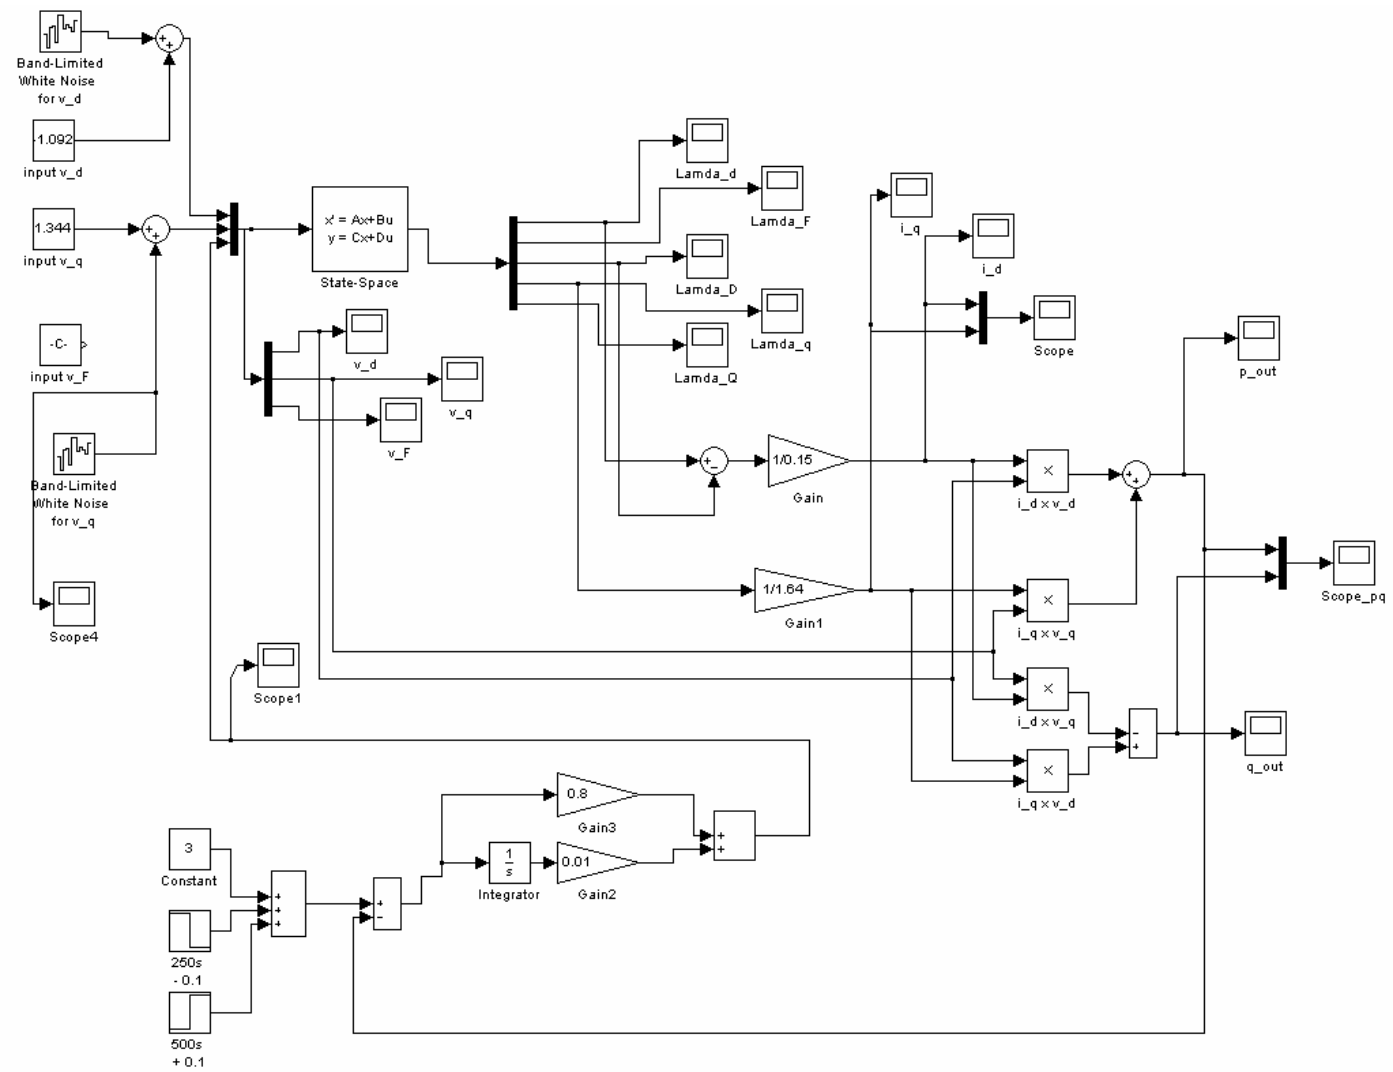 Band-Limited
White Noise
for v_d
-1.092
input v_d
1.344
input v_q
-C-
input v_F
Band-Limited
White Noise
for v_q
Scope4
x' = Ax+Bu
y = Cx+Du
State-Space
v_d
v_q
v_F
Lamda_d
Lamda_F
Lamda_D
Lamda_q
Lamda_Q
i_q
i_d
Scope
p_out
1/0.15
Gain
1/1.64
Gain1
×
i_d x v_d
×
i_q x v_q
×
i_d x v_q
×
i_q x v_d
Scope_pq
q_out
Scope1
0.8
Gain3
1
s
Integrator
0.01
Gain2
3
Constant
250s
- 0.1
500s
+ 0.1